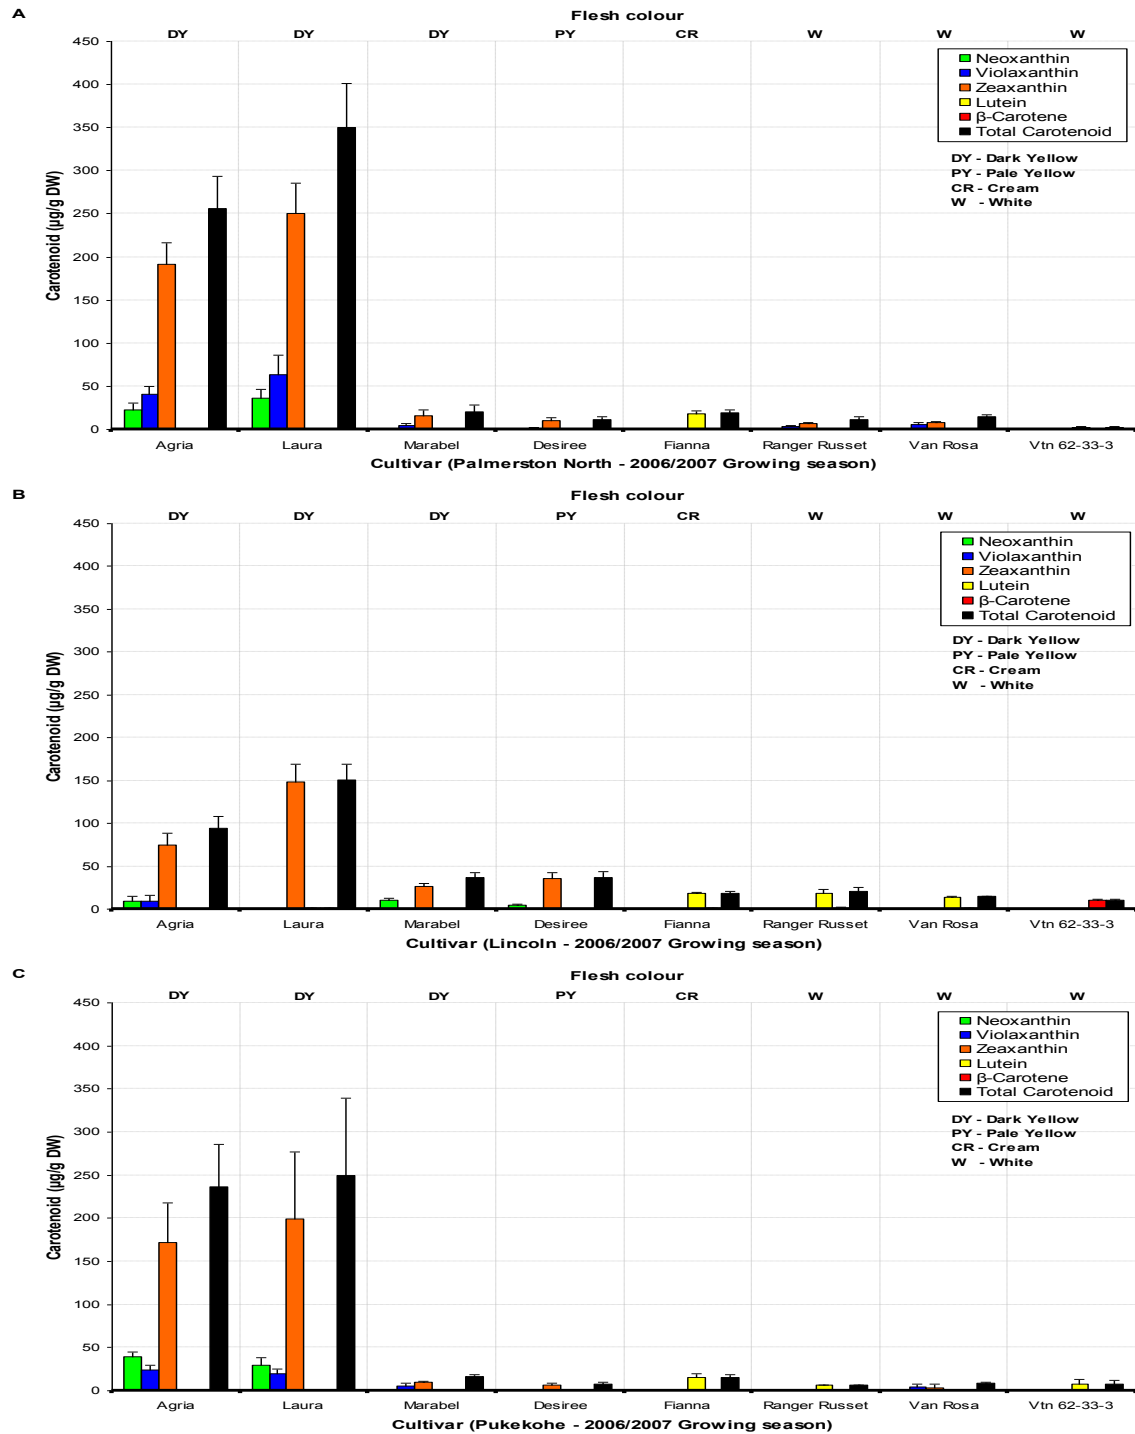 A
Flesh colour
DY DY DY PY CR W W W
450
400
350
300
250
200
150
100
50
0
Carotenoid (µg/g DW)
Neoxanthin
Violaxanthin
Zeaxanthin
Lutein
β-Carotene
Total Carotenoid
DY - Dark Yellow
PY - Pale Yellow
CR - Cream
W - White
Agria Laura Marabel Desiree Fianna Ranger Russet Van Rosa Vtn 62-33-3
Cultivar (Palmerston North - 2006/2007 Growing season)
B
Flesh colour
DY DY DY PY CR W W W
450
400
350
300
250
200
150
100
50
0
Carotenoid (µg/g DW)
Neoxanthin
Violaxanthin
Zeaxanthin
Lutein
β-Carotene
Total Carotenoid
DY - Dark Yellow
PY - Pale Yellow
CR - Cream
W - White
Agria Laura Marabel Desiree Fianna Ranger Russet Van Rosa Vtn 62-33-3
Cultivar (Lincoln - 2006/2007 Growing season)
C
Flesh colour
DY DY DY PY CR W W W
450
400
350
300
250
200
150
100
50
0
Carotenoid (µg/g DW)
Neoxanthin
Violaxanthin
Zeaxanthin
Lutein
β-Carotene
Total Carotenoid
DY - Dark Yellow
PY - Pale Yellow
CR - Cream
W - White
Agria Laura Marabel Desiree Fianna Ranger Russet Van Rosa Vtn 62-33-3
Cultivar (Pukekohe - 2006/2007 Growing season)